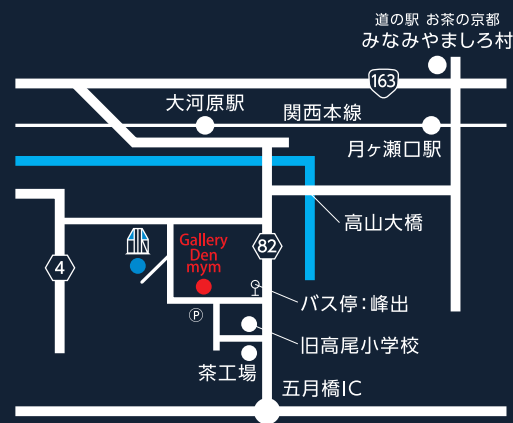 道の駅 お茶の京都
みなみやましろ村
163
大河原駅
関西本線
月ヶ瀬口駅
高山大橋
Gallery
Den
mym
82
4
バス停:峰出
P
旧高尾小学校
茶工場
五月橋IC